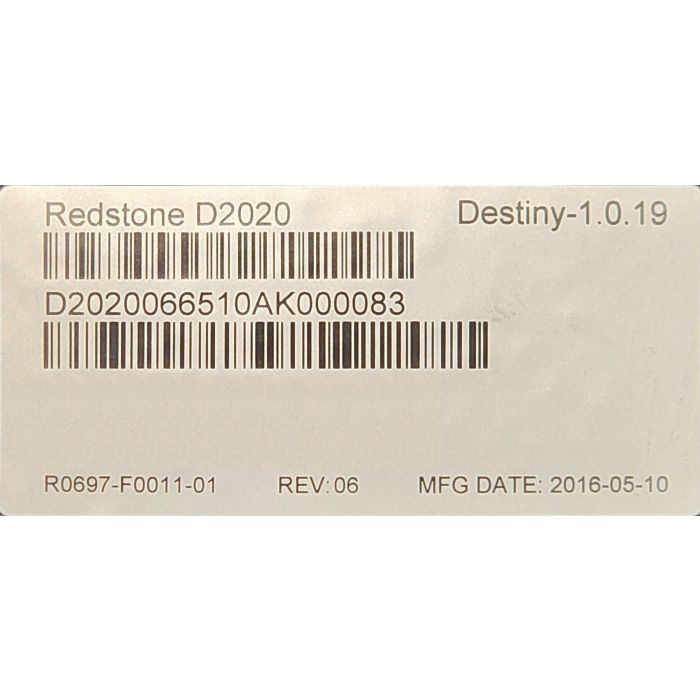 Redstone D2020 Destiny-1.0.19
D2020066510AK000083
R0697-F0011-01 REV:06 MFG DATE: 2016-05-10